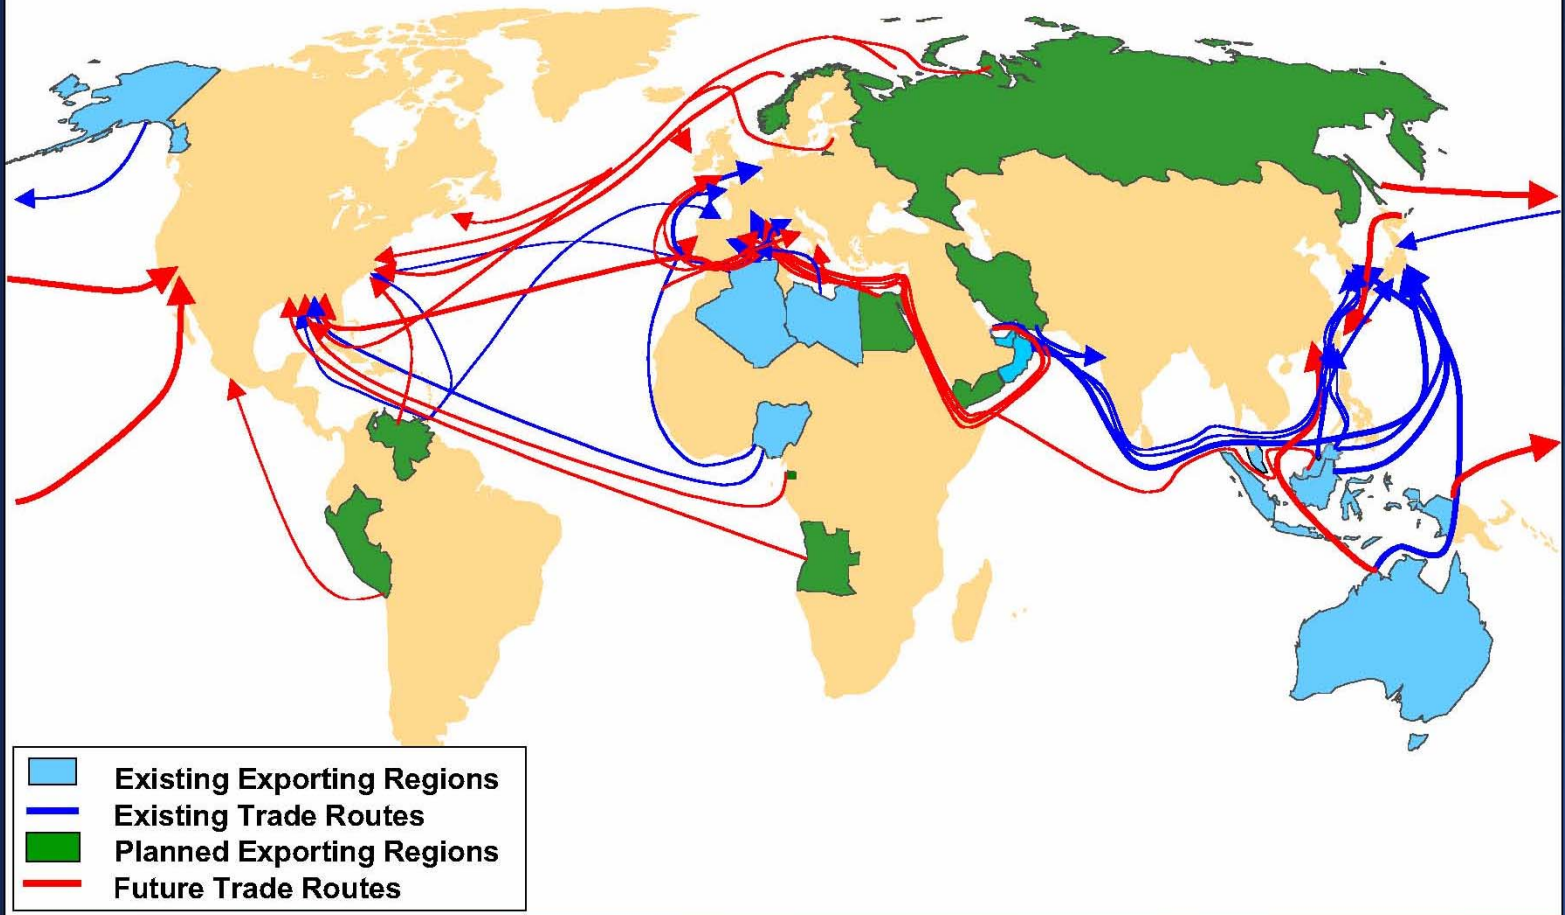 Existing Exporting Regions
Existing Trade Routes
Planned Exporting Regions
Future Trade Routes